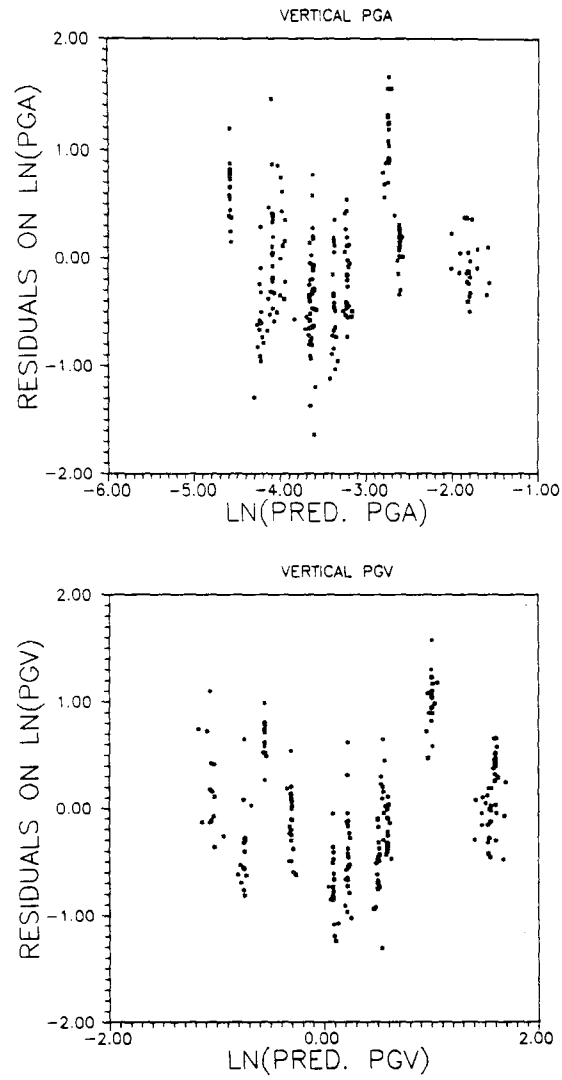 VERTICAL PGA
RESIDUALS ON LN(PGA)
2.00
1.00
0.00
-1.00
-2.00
-6.00 -5.00 -4.00 -3.00 -2.00 -1.00
LN(PRED. PGA)
VERTICAL PGV
RESIDUALS ON LN(PGV)
2.00
1.00
0.00
-1.00
-2.00
-2.00 0.00 2.00
LN(PRED. PGV)